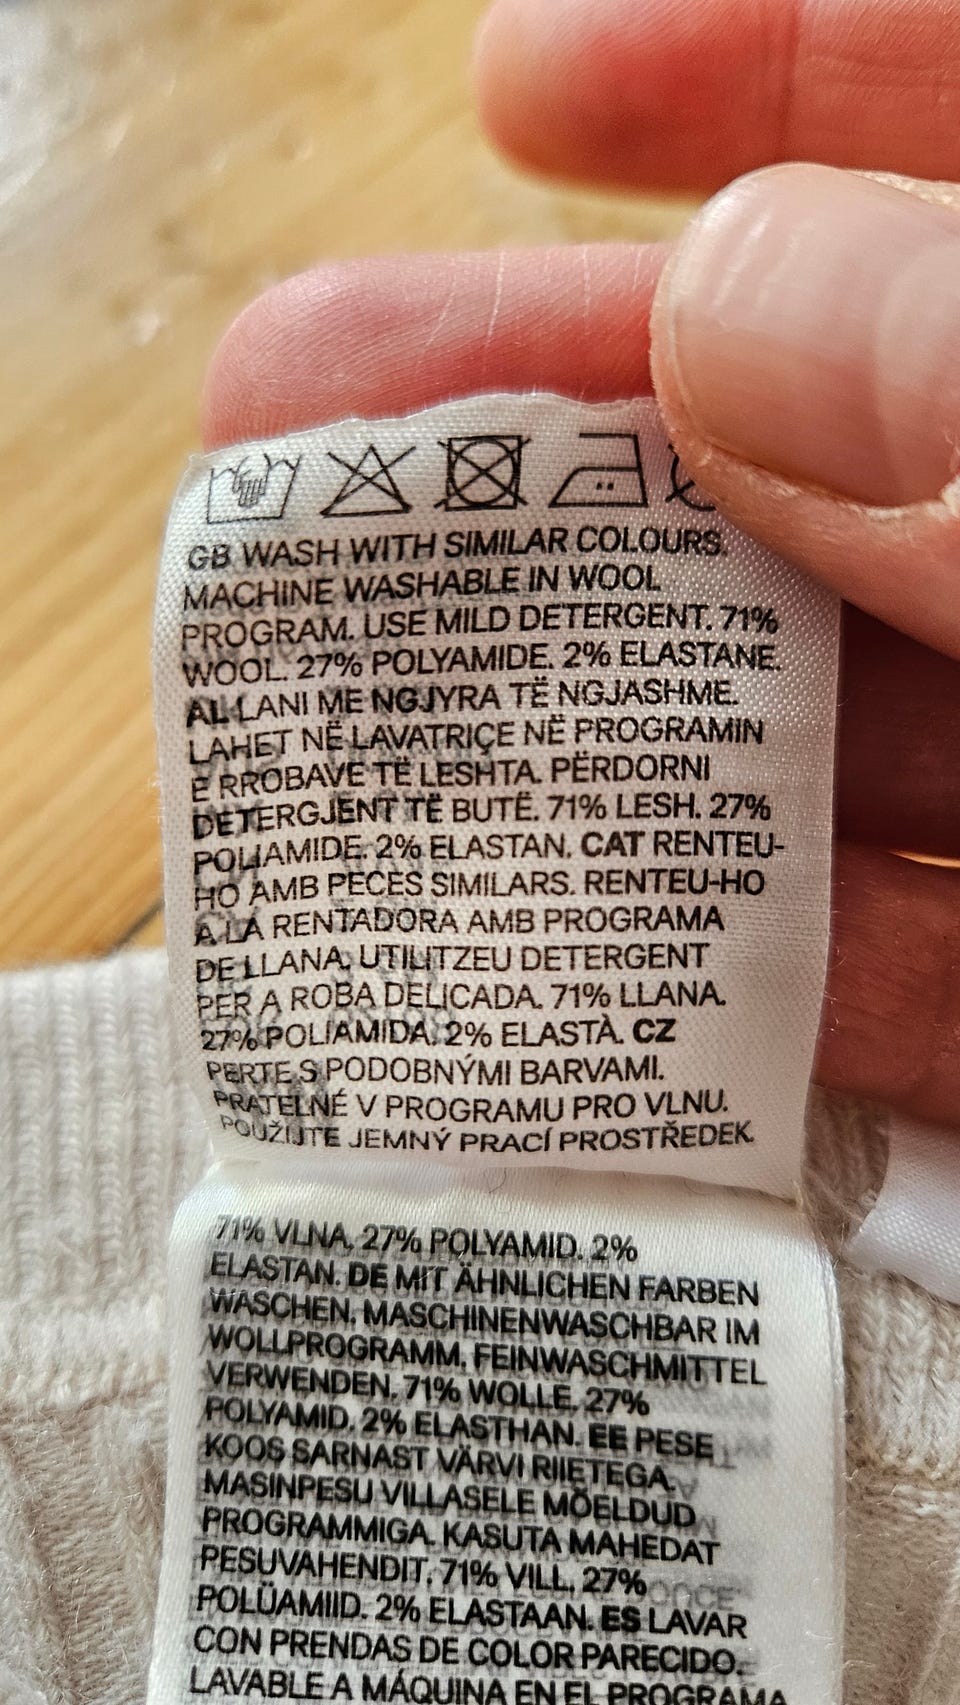 GB WASH WITH SIMILAR COLOURS.
MACHINE WASHABLE IN WOOL
PROGRAM. USE MILD DETERGENT. 71%
WOOL. 27% POLYAMIDE. 2% ELASTANE.
AL LANI ME NGJYRA TË NGJASHME.
LAHET NË LAVATRIÇE NË PROGRAMIN
E RROBAVE TË LESHTA. PËRDORNI
DETERGJENT TË BUTË. 71% LESH. 27%
POLIAMIDE. 2% ELASTAN. CAT RENTEU-
HO AMB PECES SIMILARS. RENTEU-HO
A LA RENTADORA AMB PROGRAMA
DE LLANA. UTILITZEU DETERGENT
PER A ROBA DELICADA. 71% LLANA.
27% POLIAMIDA. 2% ELASTÀ. CZ
PERTE S PODOBNÝMI BARVAMI.
PRATELNÉ V PROGRAMU PRO VLNU.
POUŽIJTE JEMNÝ PRACÍ PROSTŘEDEK.
71% VLNA. 27% POLYAMID. 2%
ELASTAN. DE MIT ÄHNLICHEN FARBEN
WASCHEN. MASCHINENWASCHBAR IM
WOLLPROGRAMM. FEINWASCHMITTEL
VERWENDEN. 71% WOLLE. 27%
POLYAMID. 2% ELASTHAN. EE PESE
KOOS SARNAST VÄRVI RIIETEGA.
MASINPESU VILLASELE MÕELDUD
PROGRAMMIGA. KASUTA MAHEDAT
PESUVAHENDIT. 71% VILL. 27%
POLÜAMIID. 2% ELASTAAN. ES LAVAR
CON PRENDAS DE COLOR PARECIDO.
LAVABLE A MÁQUINA EN EL PROGRAMA